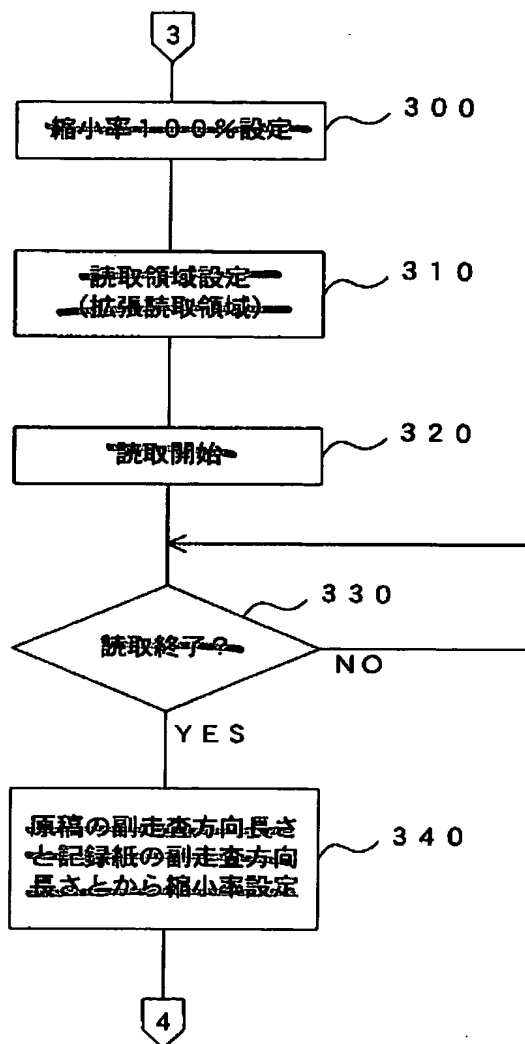 3
縮小率100%設定
300
読取領域設定
(拡張読取領域)
310
読取開始
320
330
読取終了?
NO
YES
原稿の副走査方向長さ
と記録紙の副走査方向
長さとから縮小率設定
340
4